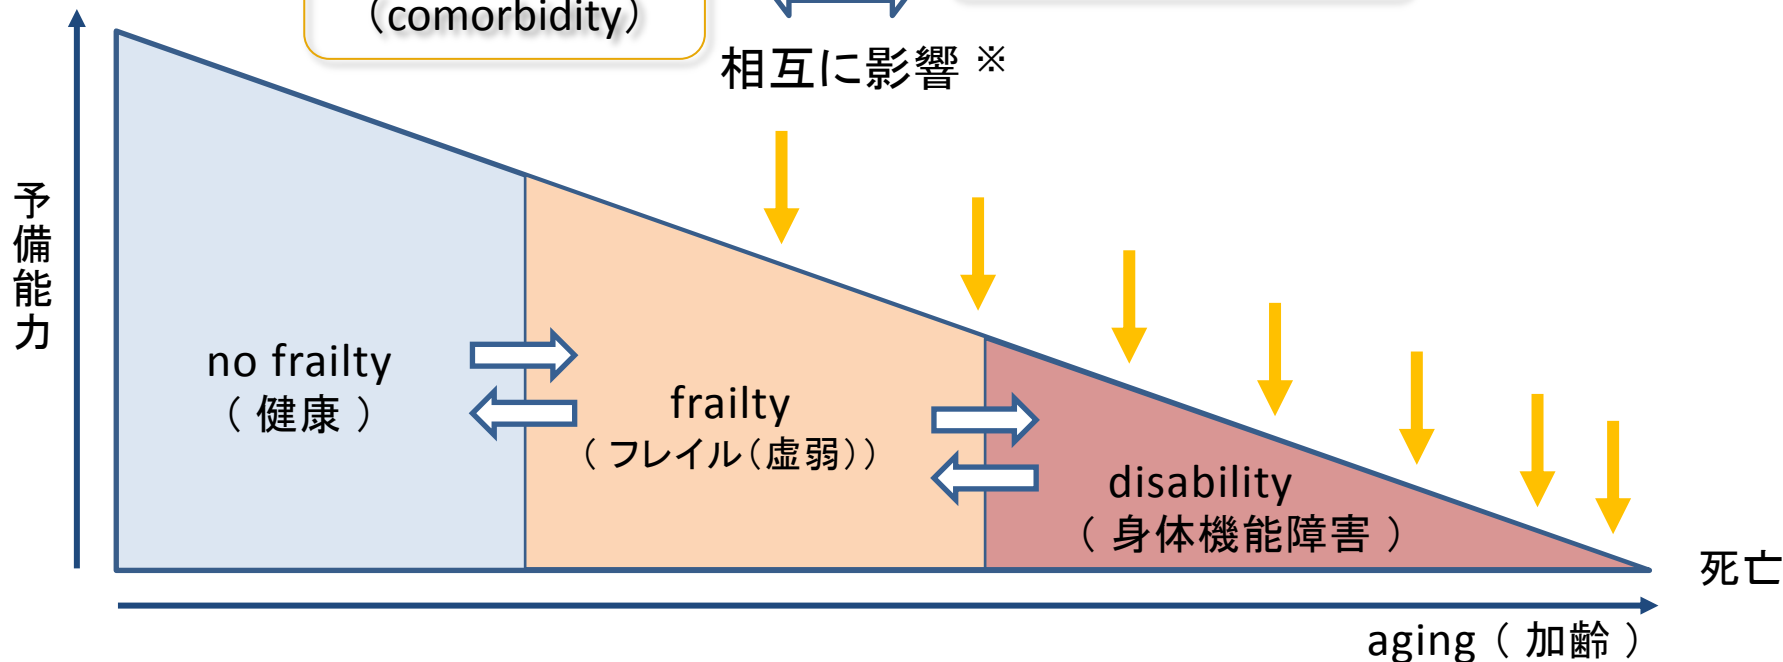 （comorbidity）
相互に影響 ※
予備能力
no frailty
（ 健康 ）
frailty
（ フレイル（虚弱））
disability
（ 身体機能障害 ）
死亡
aging（ 加齢 ）